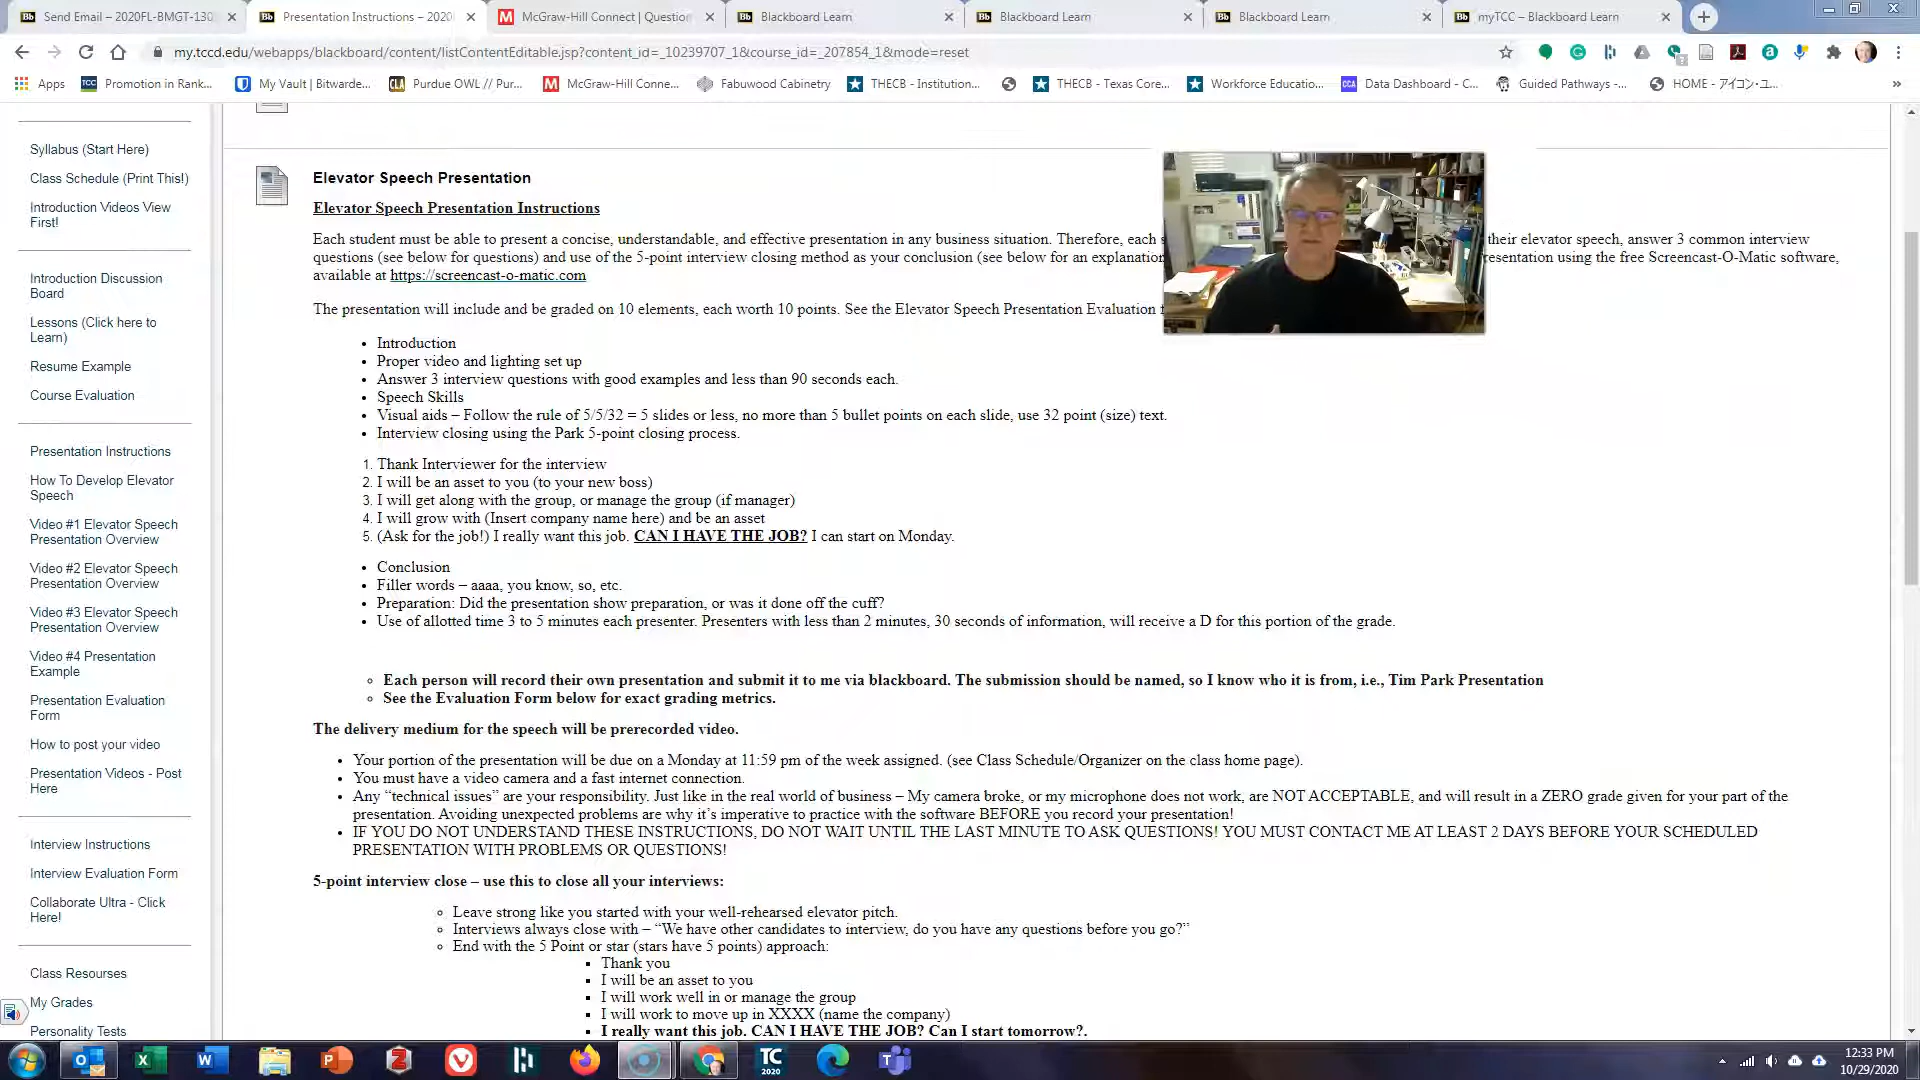 Send Email – 2020FL-BMGT-130
Presentation Instructions – 2020
McGraw-Hill Connect | Question
Blackboard Learn
Blackboard Learn
Blackboard Learn
myTCC – Blackboard Learn
my.tccd.edu/webapps/blackboard/content/listContentEditable.jsp?content_id=_10239707_1&course_id=_207854_1&mode=reset
Apps
Promotion in Rank...
My Vault | Bitwarde...
Purdue OWL // Pur...
McGraw-Hill Conne...
Fabuwood Cabinetry
THECB - Institution...
THECB - Texas Core...
Workforce Educatio...
Data Dashboard - C...
Guided Pathways -...
HOME - アイコン・ユ...
Syllabus (Start Here)
Class Schedule (Print This!)
Introduction Videos View
First!
Introduction Discussion
Board
Lessons (Click here to
Learn)
Resume Example
Course Evaluation
Presentation Instructions
How To Develop Elevator
Speech
Video #1 Elevator Speech
Presentation Overview
Video #2 Elevator Speech
Presentation Overview
Video #3 Elevator Speech
Presentation Overview
Video #4 Presentation
Example
Presentation Evaluation
Form
How to post your video
Presentation Videos - Post
Here
Interview Instructions
Interview Evaluation Form
Collaborate Ultra - Click
Here!
Class Resourses
My Grades
Personality Tests
Elevator Speech Presentation
Elevator Speech Presentation Instructions
Each student must be able to present a concise, understandable, and effective presentation in any business situation. Therefore, each s their elevator speech, answer 3 common interview
questions (see below for questions) and use of the 5-point interview closing method as your conclusion (see below for an explanation resentation using the free Screencast-O-Matic software,
available at https://screencast-o-matic.com
The presentation will include and be graded on 10 elements, each worth 10 points. See the Elevator Speech Presentation Evaluation f
• Introduction
• Proper video and lighting set up
• Answer 3 interview questions with good examples and less than 90 seconds each.
• Speech Skills
• Visual aids – Follow the rule of 5/5/32 = 5 slides or less, no more than 5 bullet points on each slide, use 32 point (size) text.
• Interview closing using the Park 5-point closing process.
1. Thank Interviewer for the interview
2. I will be an asset to you (to your new boss)
3. I will get along with the group, or manage the group (if manager)
4. I will grow with (Insert company name here) and be an asset
5. (Ask for the job!) I really want this job. CAN I HAVE THE JOB? I can start on Monday.
• Conclusion
• Filler words – aaaa, you know, so, etc.
• Preparation: Did the presentation show preparation, or was it done off the cuff?
• Use of allotted time 3 to 5 minutes each presenter. Presenters with less than 2 minutes, 30 seconds of information, will receive a D for this portion of the grade.
◦ Each person will record their own presentation and submit it to me via blackboard. The submission should be named, so I know who it is from, i.e., Tim Park Presentation
◦ See the Evaluation Form below for exact grading metrics.
The delivery medium for the speech will be prerecorded video.
• Your portion of the presentation will be due on a Monday at 11:59 pm of the week assigned. (see Class Schedule/Organizer on the class home page).
• You must have a video camera and a fast internet connection.
• Any “technical issues” are your responsibility. Just like in the real world of business – My camera broke, or my microphone does not work, are NOT ACCEPTABLE, and will result in a ZERO grade given for your part of the
presentation. Avoiding unexpected problems are why it’s imperative to practice with the software BEFORE you record your presentation!
• IF YOU DO NOT UNDERSTAND THESE INSTRUCTIONS, DO NOT WAIT UNTIL THE LAST MINUTE TO ASK QUESTIONS! YOU MUST CONTACT ME AT LEAST 2 DAYS BEFORE YOUR SCHEDULED
PRESENTATION WITH PROBLEMS OR QUESTIONS!
5-point interview close – use this to close all your interviews:
◦ Leave strong like you started with your well-rehearsed elevator pitch.
◦ Interviews always close with – “We have other candidates to interview, do you have any questions before you go?”
◦ End with the 5 Point or star (stars have 5 points) approach:
▪ Thank you
▪ I will be an asset to you
▪ I will work well in or manage the group
▪ I will work to move up in XXXX (name the company)
▪ I really want this job. CAN I HAVE THE JOB? Can I start tomorrow?.
TC
2020
12:33 PM
10/29/2020